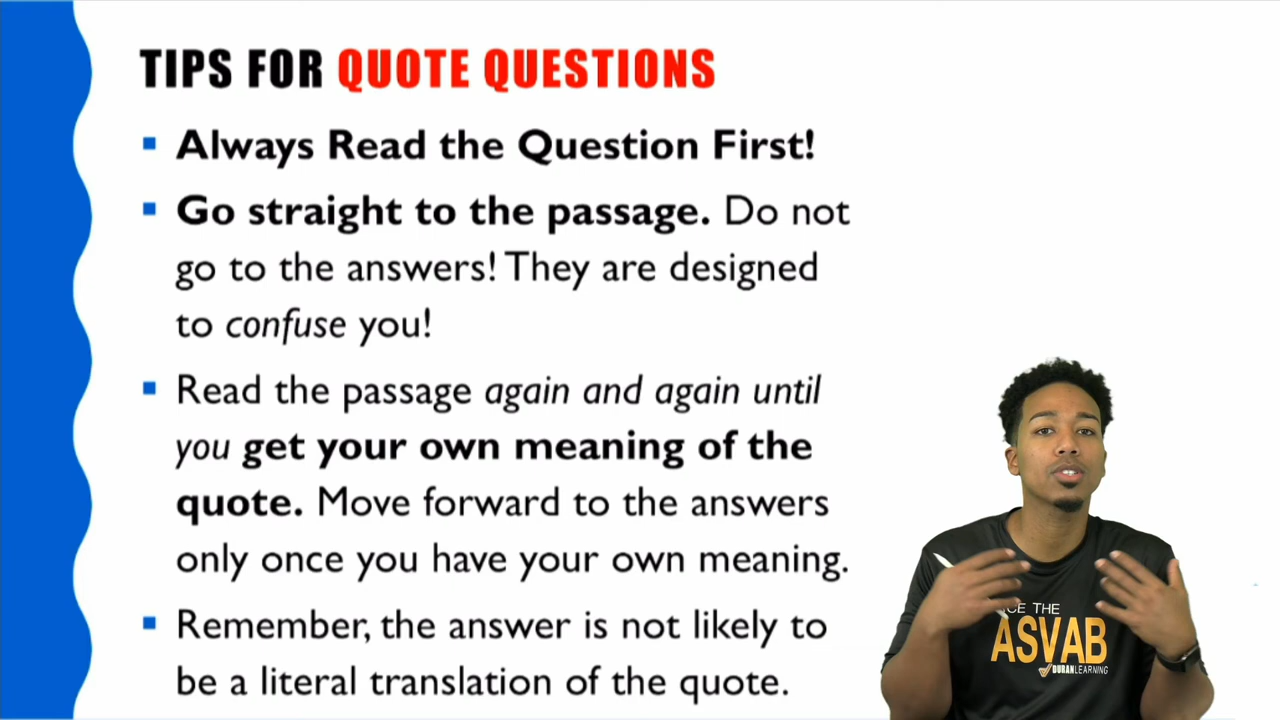 TIPS FOR QUOTE QUESTIONS
Always Read the Question First!
Go straight to the passage. Do not
go to the answers! They are designed
to confuse you!
Read the passage again and again until
you get your own meaning of the
quote. Move forward to the answers
only once you have your own meaning.
Remember, the answer is not likely to
be a literal translation of the quote.
THE
ASVAB
DURANLEARNING